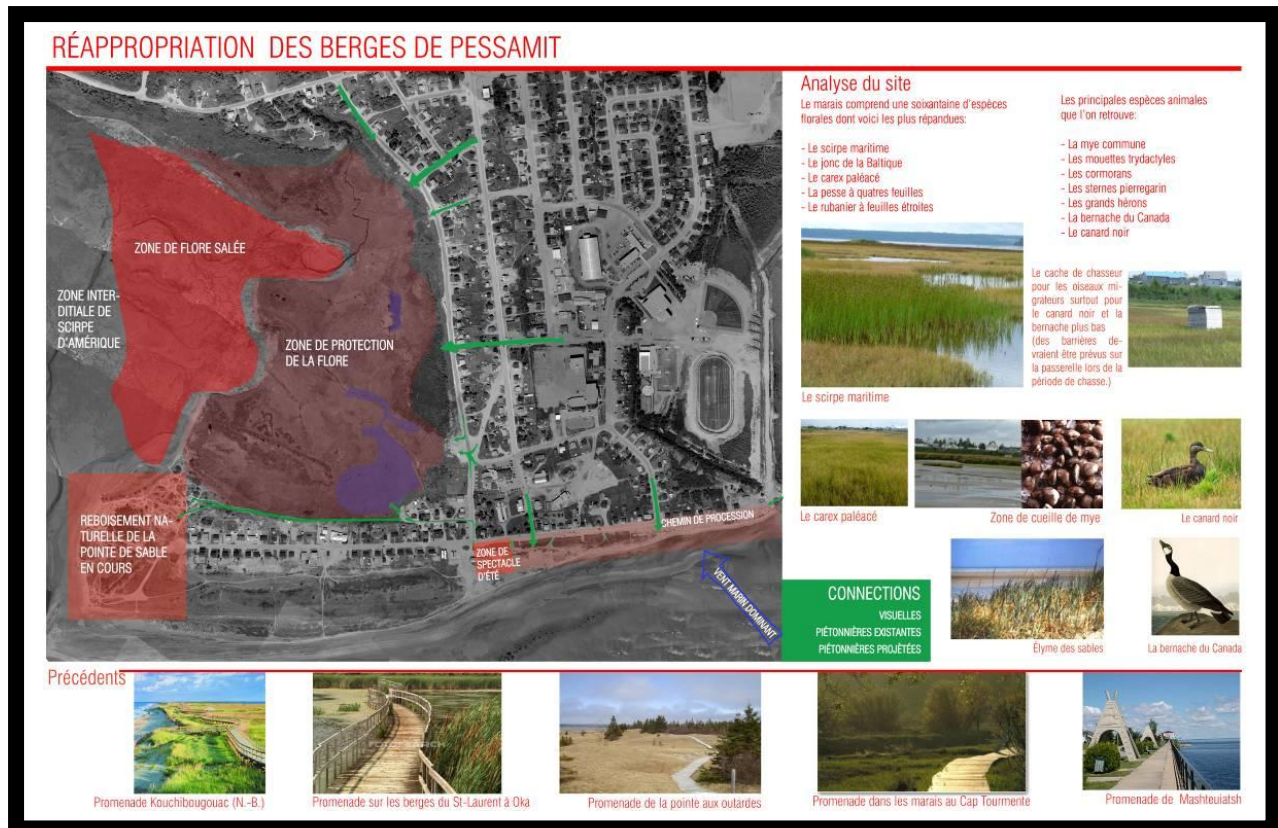 RÉAPPROPRIATION DES BERGES DE PESSAMIT
ZONE DE FLORE SALÉE
ZONE INTER-
DITIALE DE
SCIRPE
D'AMÉRIQUE
ZONE DE PROTECTION
DE LA FLORE
REBOISEMENT NA-
TURELLE DE LA
POINTE DE SABLE
EN COURS
ZONE DE
SPECTACLE
D'ÉTÉ
CHEMIN DE PROCESSION
VENT MARIN DOMINANT
CONNECTIONS
VISUELLES
PIÉTONNIÈRES EXISTANTES
PIÉTONNIÈRES PROJÈTÉES
Analyse du site
Le marais comprend une soixantaine d'espèces
florales dont voici les plus répandues:
- Le scirpe maritime
- Le jonc de la Baltique
- Le carex paléacé
- La pesse à quatres feuilles
- Le rubanier à feuilles étroites
Les principales espèces animales
que l'on retrouve:
- La mye commune
- Les mouettes trydactyles
- Les cormorans
- Les sternes pierregarin
- Les grands hérons
- La bernache du Canada
- Le canard noir
Le scirpe maritime
Le cache de chasseur
pour les oiseaux mi-
grateurs surtout pour
le canard noir et la
bernache plus bas
(des barrières de-
vraient être prévus sur
la passerelle lors de la
période de chasse.)
Le carex paléacé
Zone de cueille de mye
Le canard noir
Élyme des sables
La bernache du Canada
Précédents
Promenade Kouchibougouac (N.-B.)
Promenade sur les berges du St-Laurent à Oka
Promenade de la pointe aux outardes
Promenade dans les marais au Cap Tourmente
Promenade de Mashteuiatsh